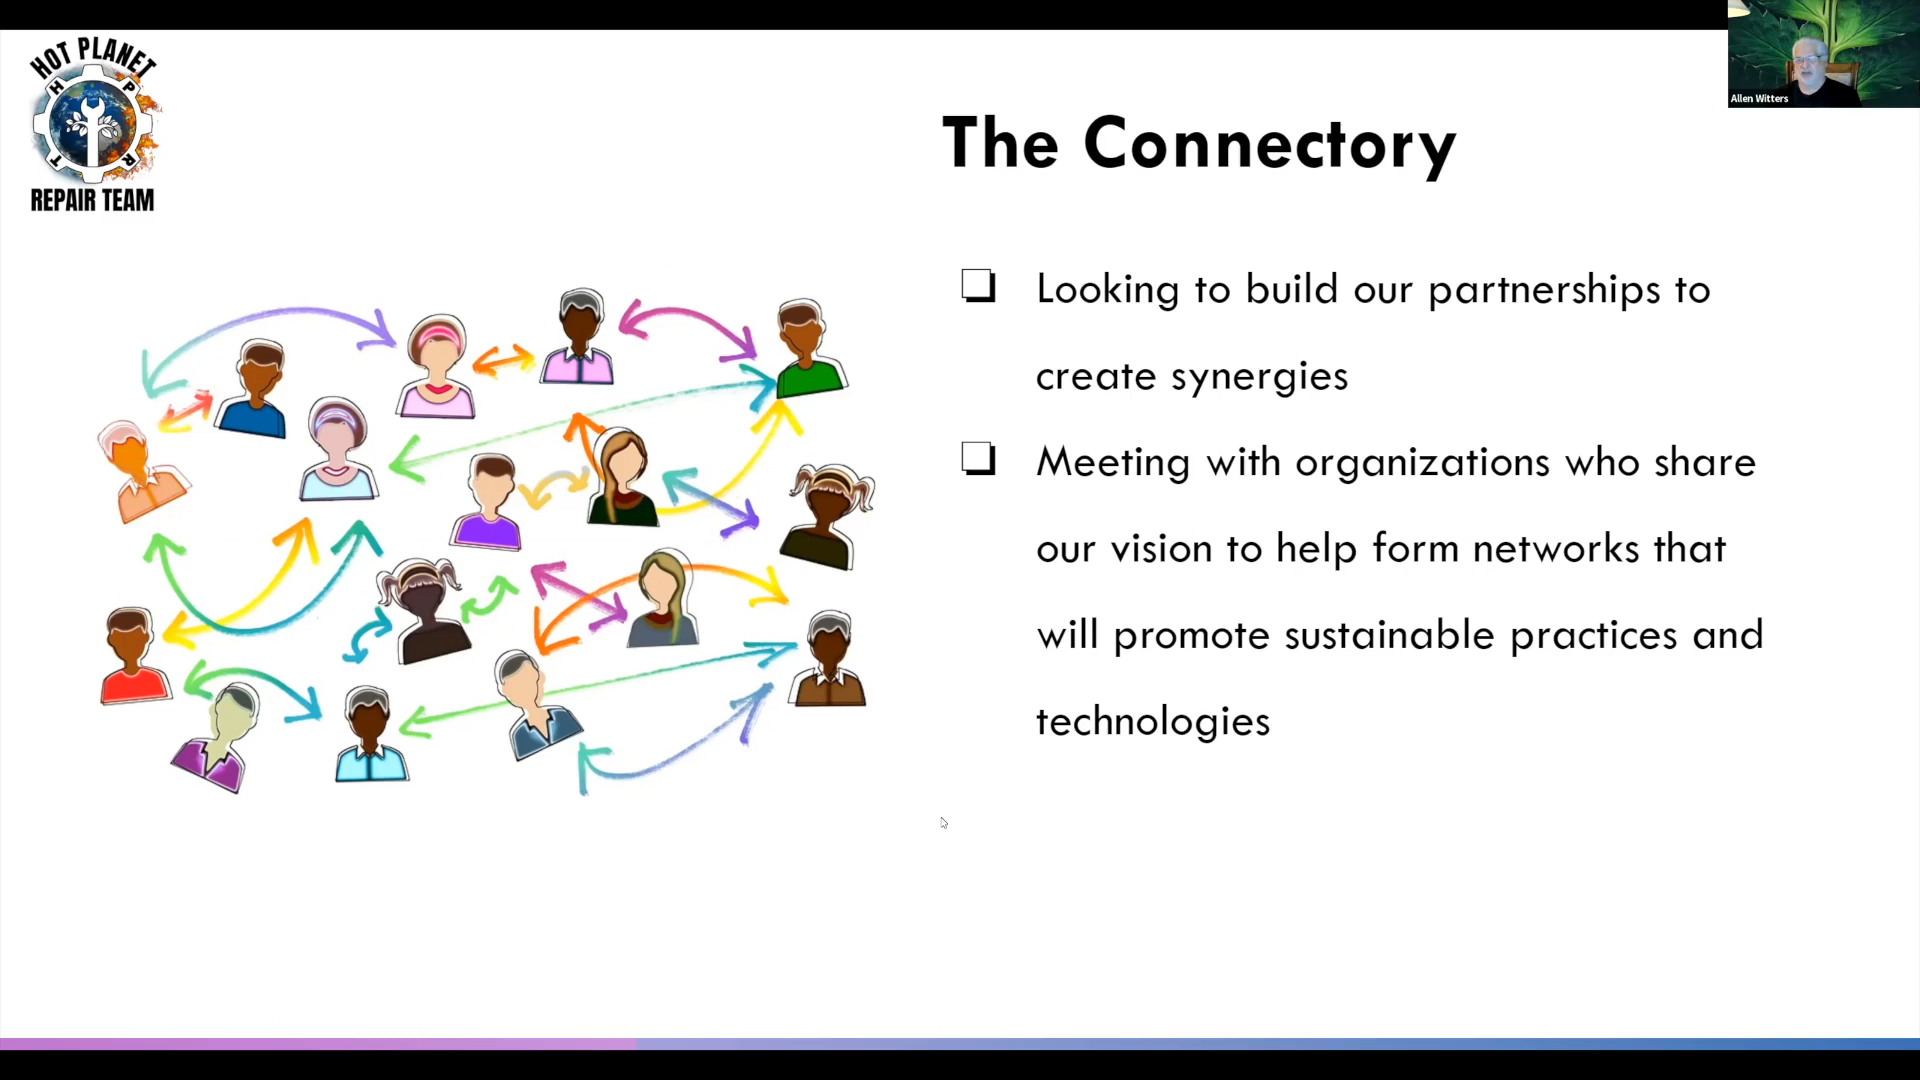 HOT PLANET
H P
T R
REPAIR TEAM
Allen Witters
The Connectory
❑ Looking to build our partnerships to
create synergies
❑ Meeting with organizations who share
our vision to help form networks that
will promote sustainable practices and
technologies